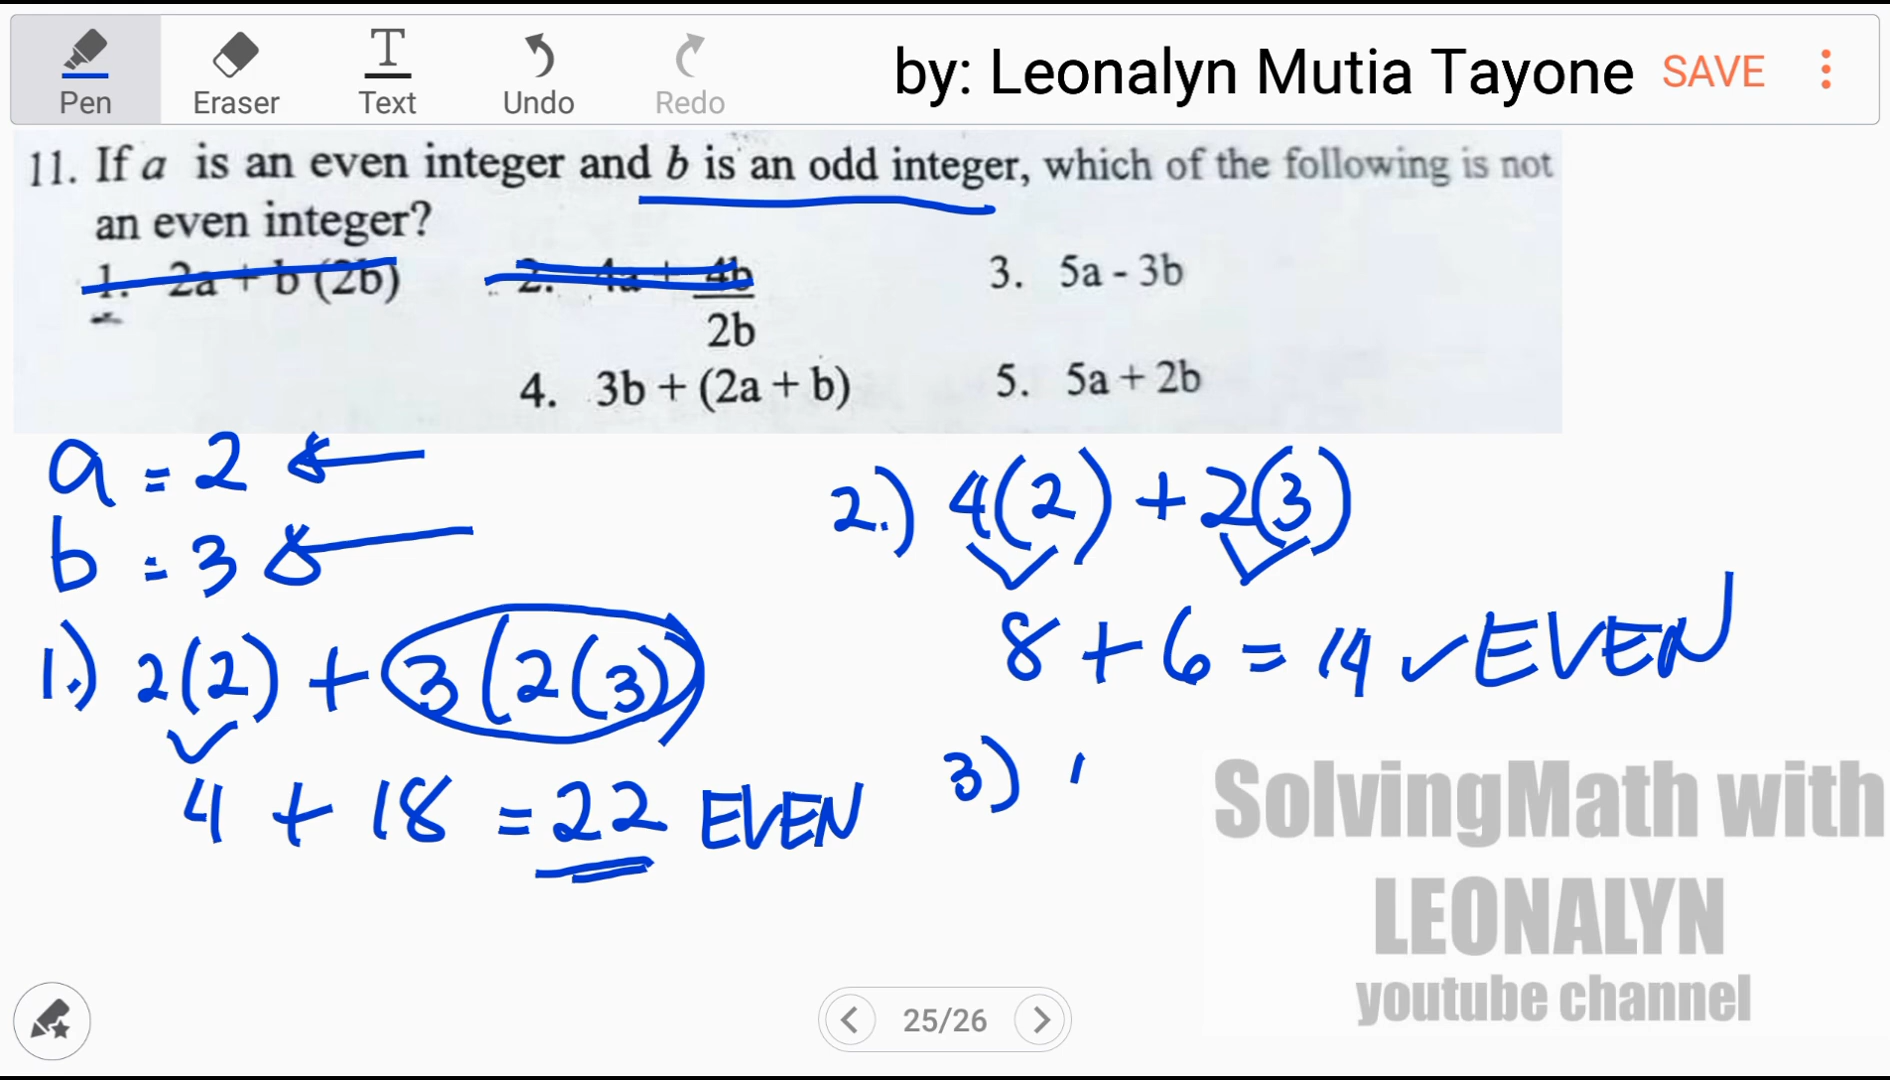 by: Leonalyn Mutia Tayone SAVE
Pen Eraser Text Undo Redo
11. If a is an even integer and b is an odd integer, which of the following is not
an even integer?
1. 2a + b (2b) 2. 4a + 4b 3. 5a - 3b
2b
4. 3b + (2a + b) 5. 5a + 2b
a = 2
b = 3
1.) 2(2) + 3(2(3))
4 + 18 = 22 EVEN
2.) 4(2) + 2(3)
8 + 6 = 14 ✓ EVEN
3)
SolvingMath with
LEONALYN
youtube channel
25/26